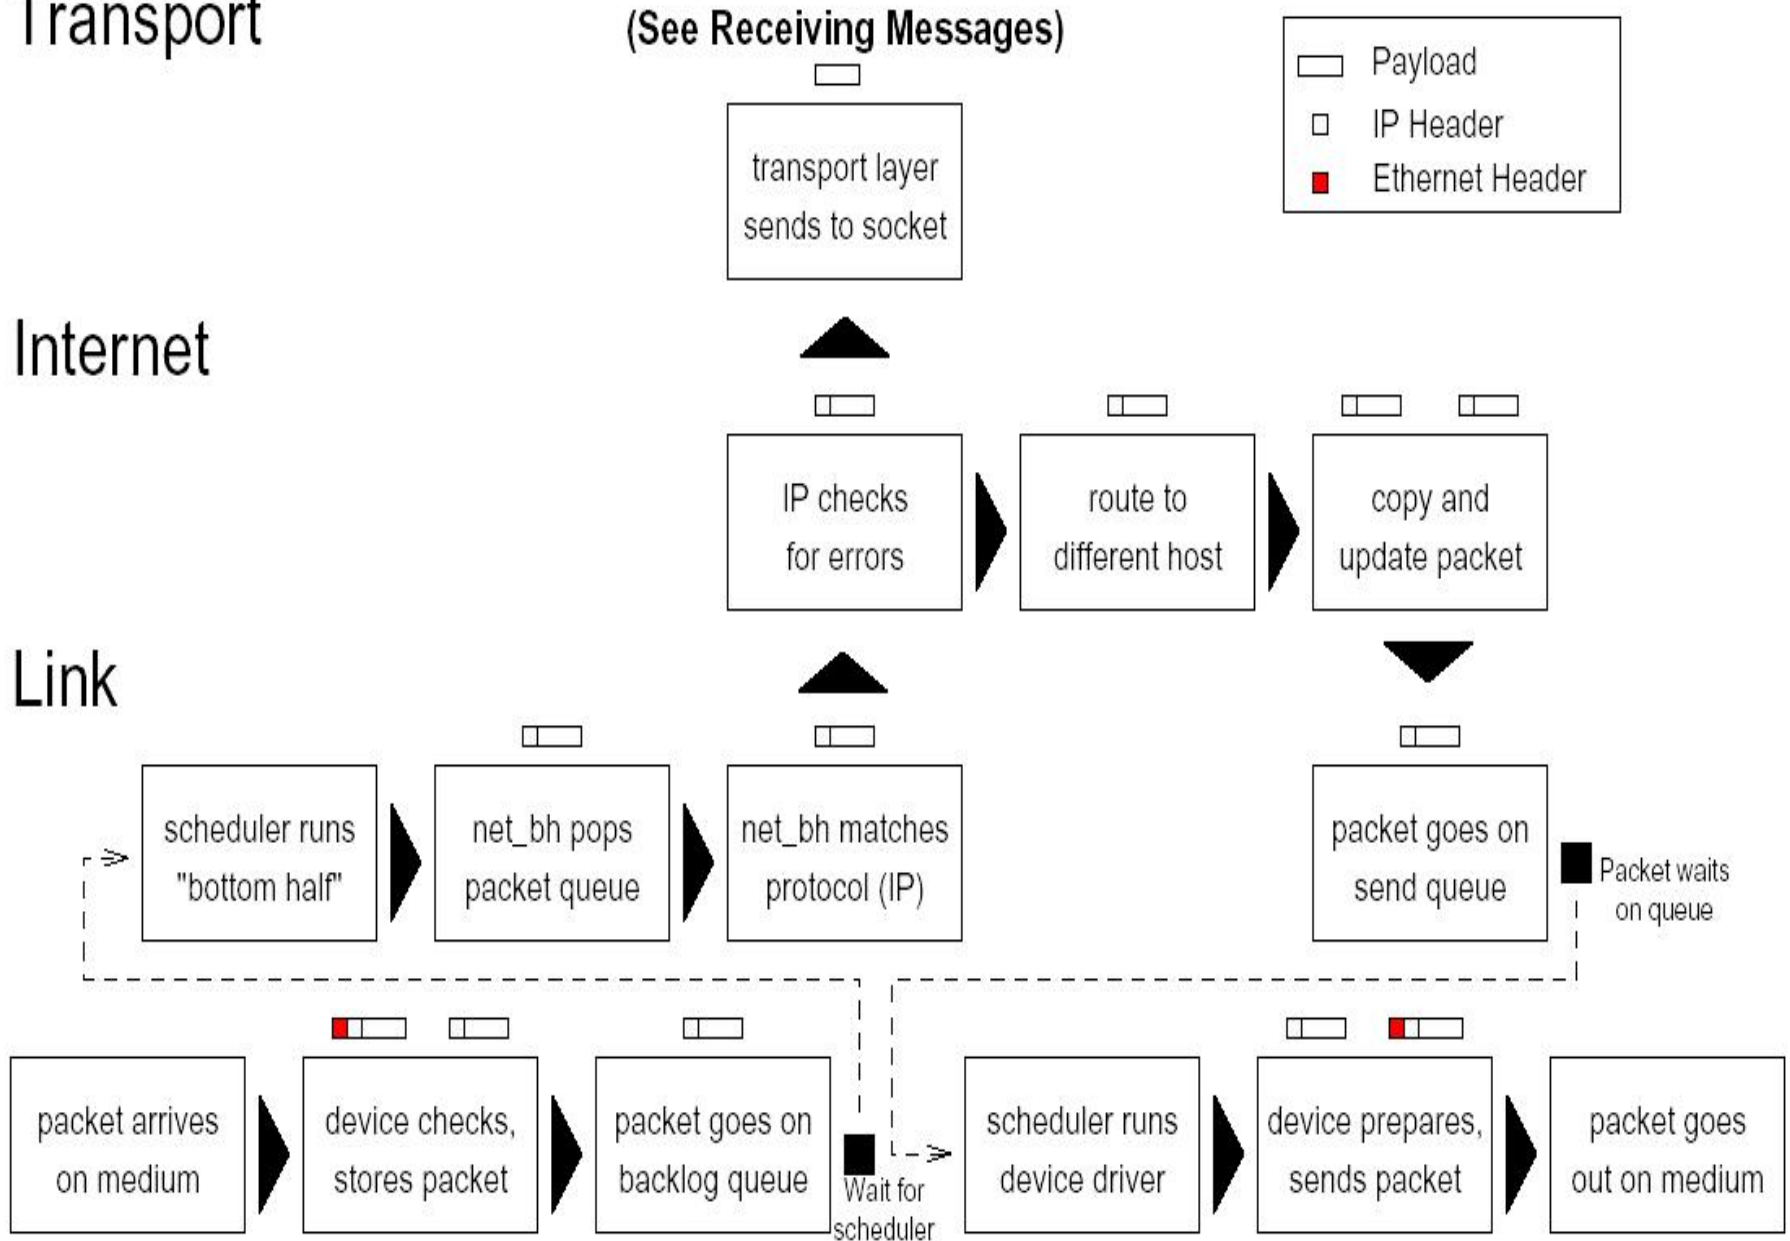 Transport
(See Receiving Messages)
Payload
IP Header
Ethernet Header
transport layer
sends to socket
Internet
IP checks
for errors
route to
different host
copy and
update packet
Link
scheduler runs
"bottom half"
net_bh pops
packet queue
net_bh matches
protocol (IP)
packet goes on
send queue
Packet waits
on queue
packet arrives
on medium
device checks,
stores packet
packet goes on
backlog queue
Wait for
scheduler
scheduler runs
device driver
device prepares,
sends packet
packet goes
out on medium